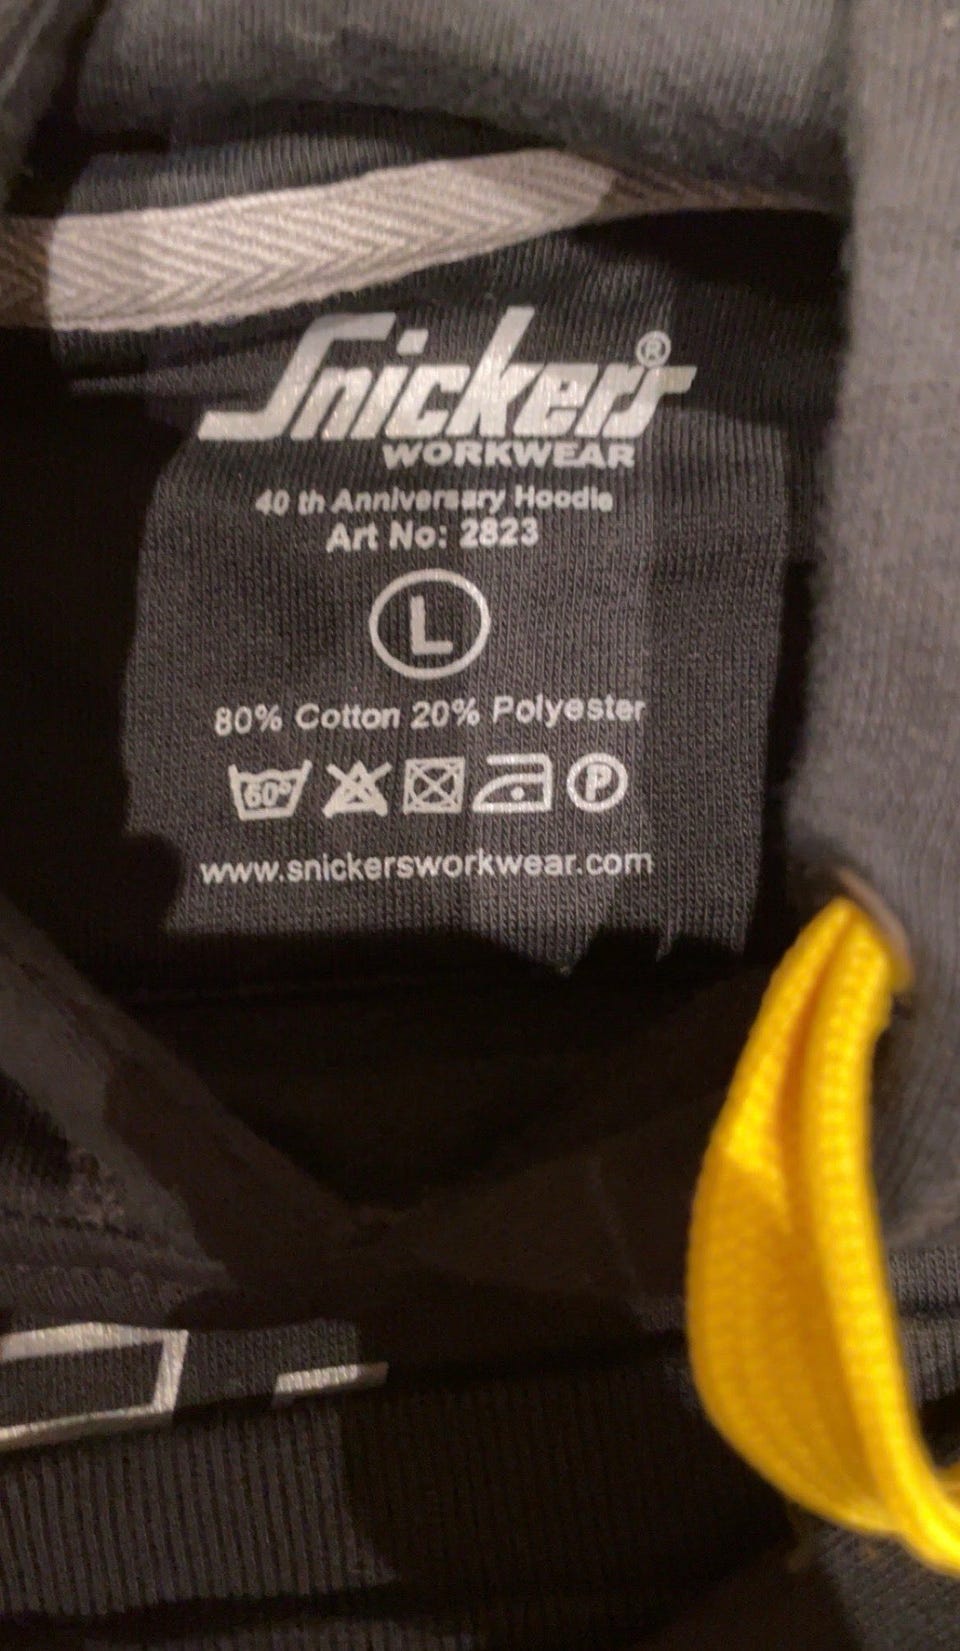 Snickers®
WORKWEAR
40 th Anniversary Hoodie
Art No: 2823
L
80% Cotton 20% Polyester
60° P
www.snickersworkwear.com